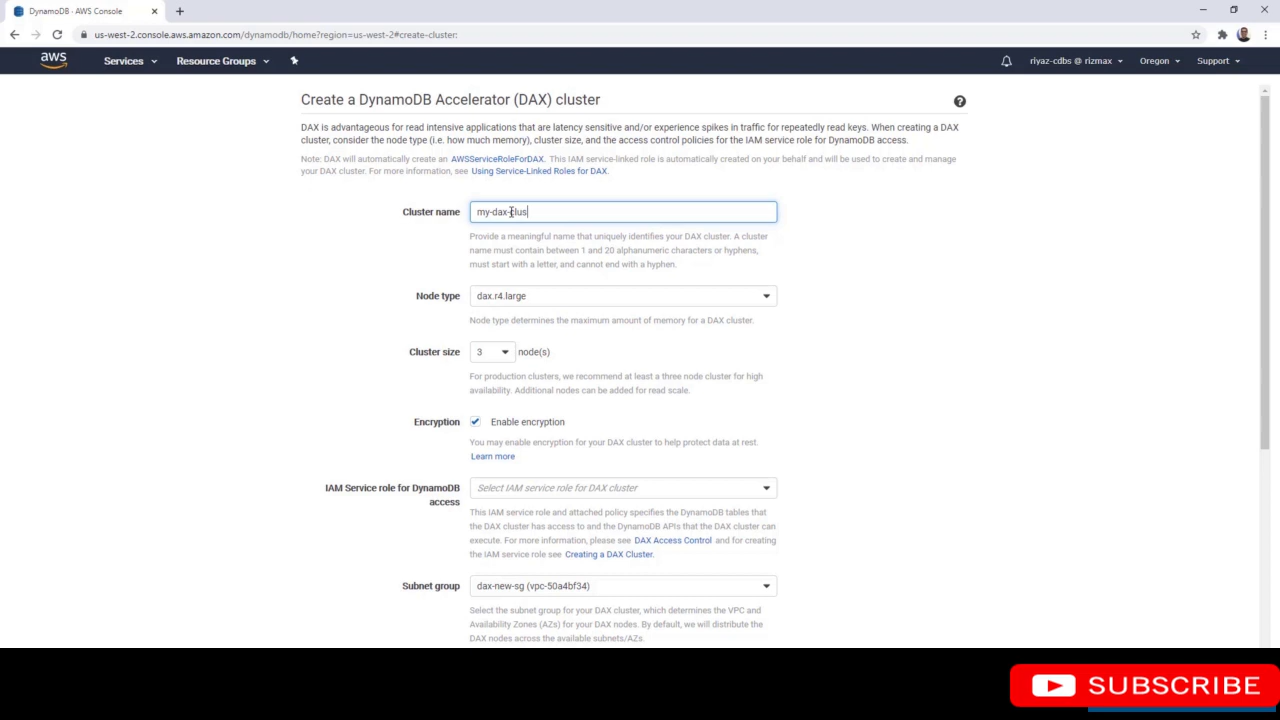 DynamoDB - AWS Console
us-west-2.console.aws.amazon.com/dynamodb/home?region=us-west-2#create-cluster:
aws Services Resource Groups riyaz-cdbs @ rizmax Oregon Support
Create a DynamoDB Accelerator (DAX) cluster
DAX is advantageous for read intensive applications that are latency sensitive and/or experience spikes in traffic for repeatedly read keys. When creating a DAX
cluster, consider the node type (i.e. how much memory), cluster size, and the access control policies for the IAM service role for DynamoDB access.
Note: DAX will automatically create an AWSServiceRoleForDAX. This IAM service-linked role is automatically created on your behalf and will be used to create and manage
your DAX cluster. For more information, see Using Service-Linked Roles for DAX.
Cluster name my-dax-clus
Provide a meaningful name that uniquely identifies your DAX cluster. A cluster
name must contain between 1 and 20 alphanumeric characters or hyphens,
must start with a letter, and cannot end with a hyphen.
Node type dax.r4.large
Node type determines the maximum amount of memory for a DAX cluster.
Cluster size 3 node(s)
For production clusters, we recommend at least a three node cluster for high
availability. Additional nodes can be added for read scale.
Encryption Enable encryption
You may enable encryption for your DAX cluster to help protect data at rest.
Learn more
IAM Service role for DynamoDB Select IAM service role for DAX cluster
access
This IAM service role and attached policy specifies the DynamoDB tables that
the DAX cluster has access to and the DynamoDB APIs that the DAX cluster can
execute. For more information, please see DAX Access Control and for creating
the IAM service role see Creating a DAX Cluster.
Subnet group dax-new-sg (vpc-50a4bf34)
Select the subnet group for your DAX cluster, which determines the VPC and
Availability Zones (AZs) for your DAX nodes. By default, we will distribute the
DAX nodes across the available subnets/AZs.
SUBSCRIBE